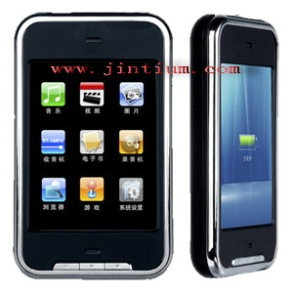 www.jintium.com
音乐 视频 图片
收音机 电子书 录音机
浏览器 游戏 系统设置